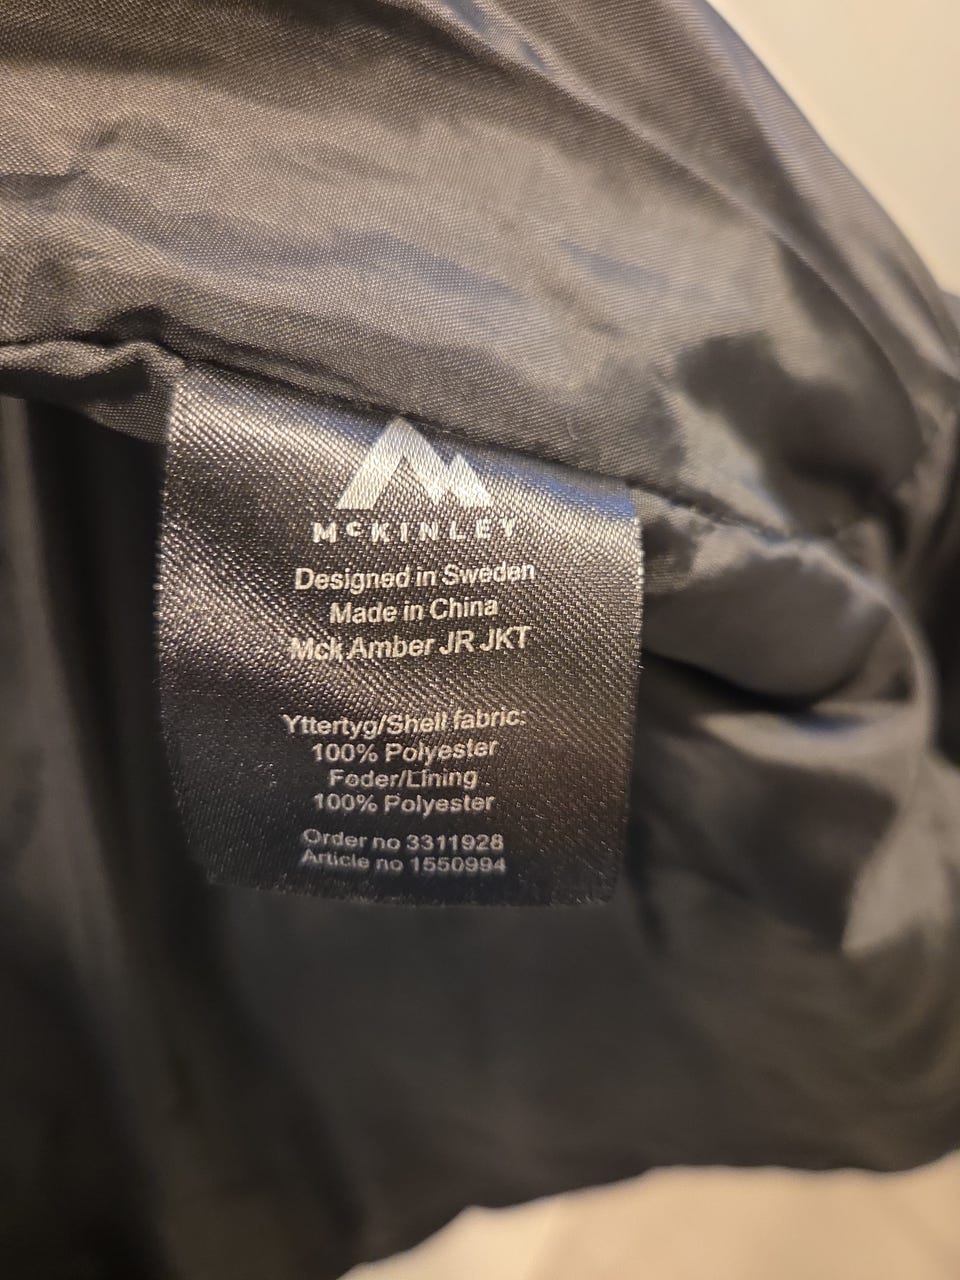 McKINLEY
Designed in Sweden
Made in China
Mck Amber JR JKT
Yttertyg/Shell fabric:
100% Polyester
Foder/Lining
100% Polyester
Order no 3311928
Article no 1550994